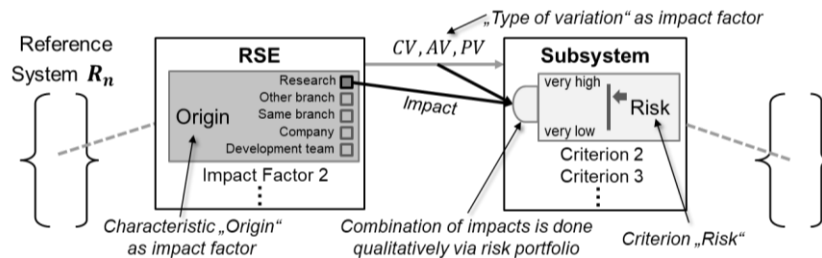 „Type of variation“ as impact factor
Reference
System Rn
RSE
CV, AV, PV
Subsystem
Research
Other branch
Same branch
Company
Development team
Origin
Impact
very high
very low
Risk
Impact Factor 2
Criterion 2
Criterion 3
Characteristic „Origin“
as impact factor
Combination of impacts is done
qualitatively via risk portfolio
Criterion „Risk“